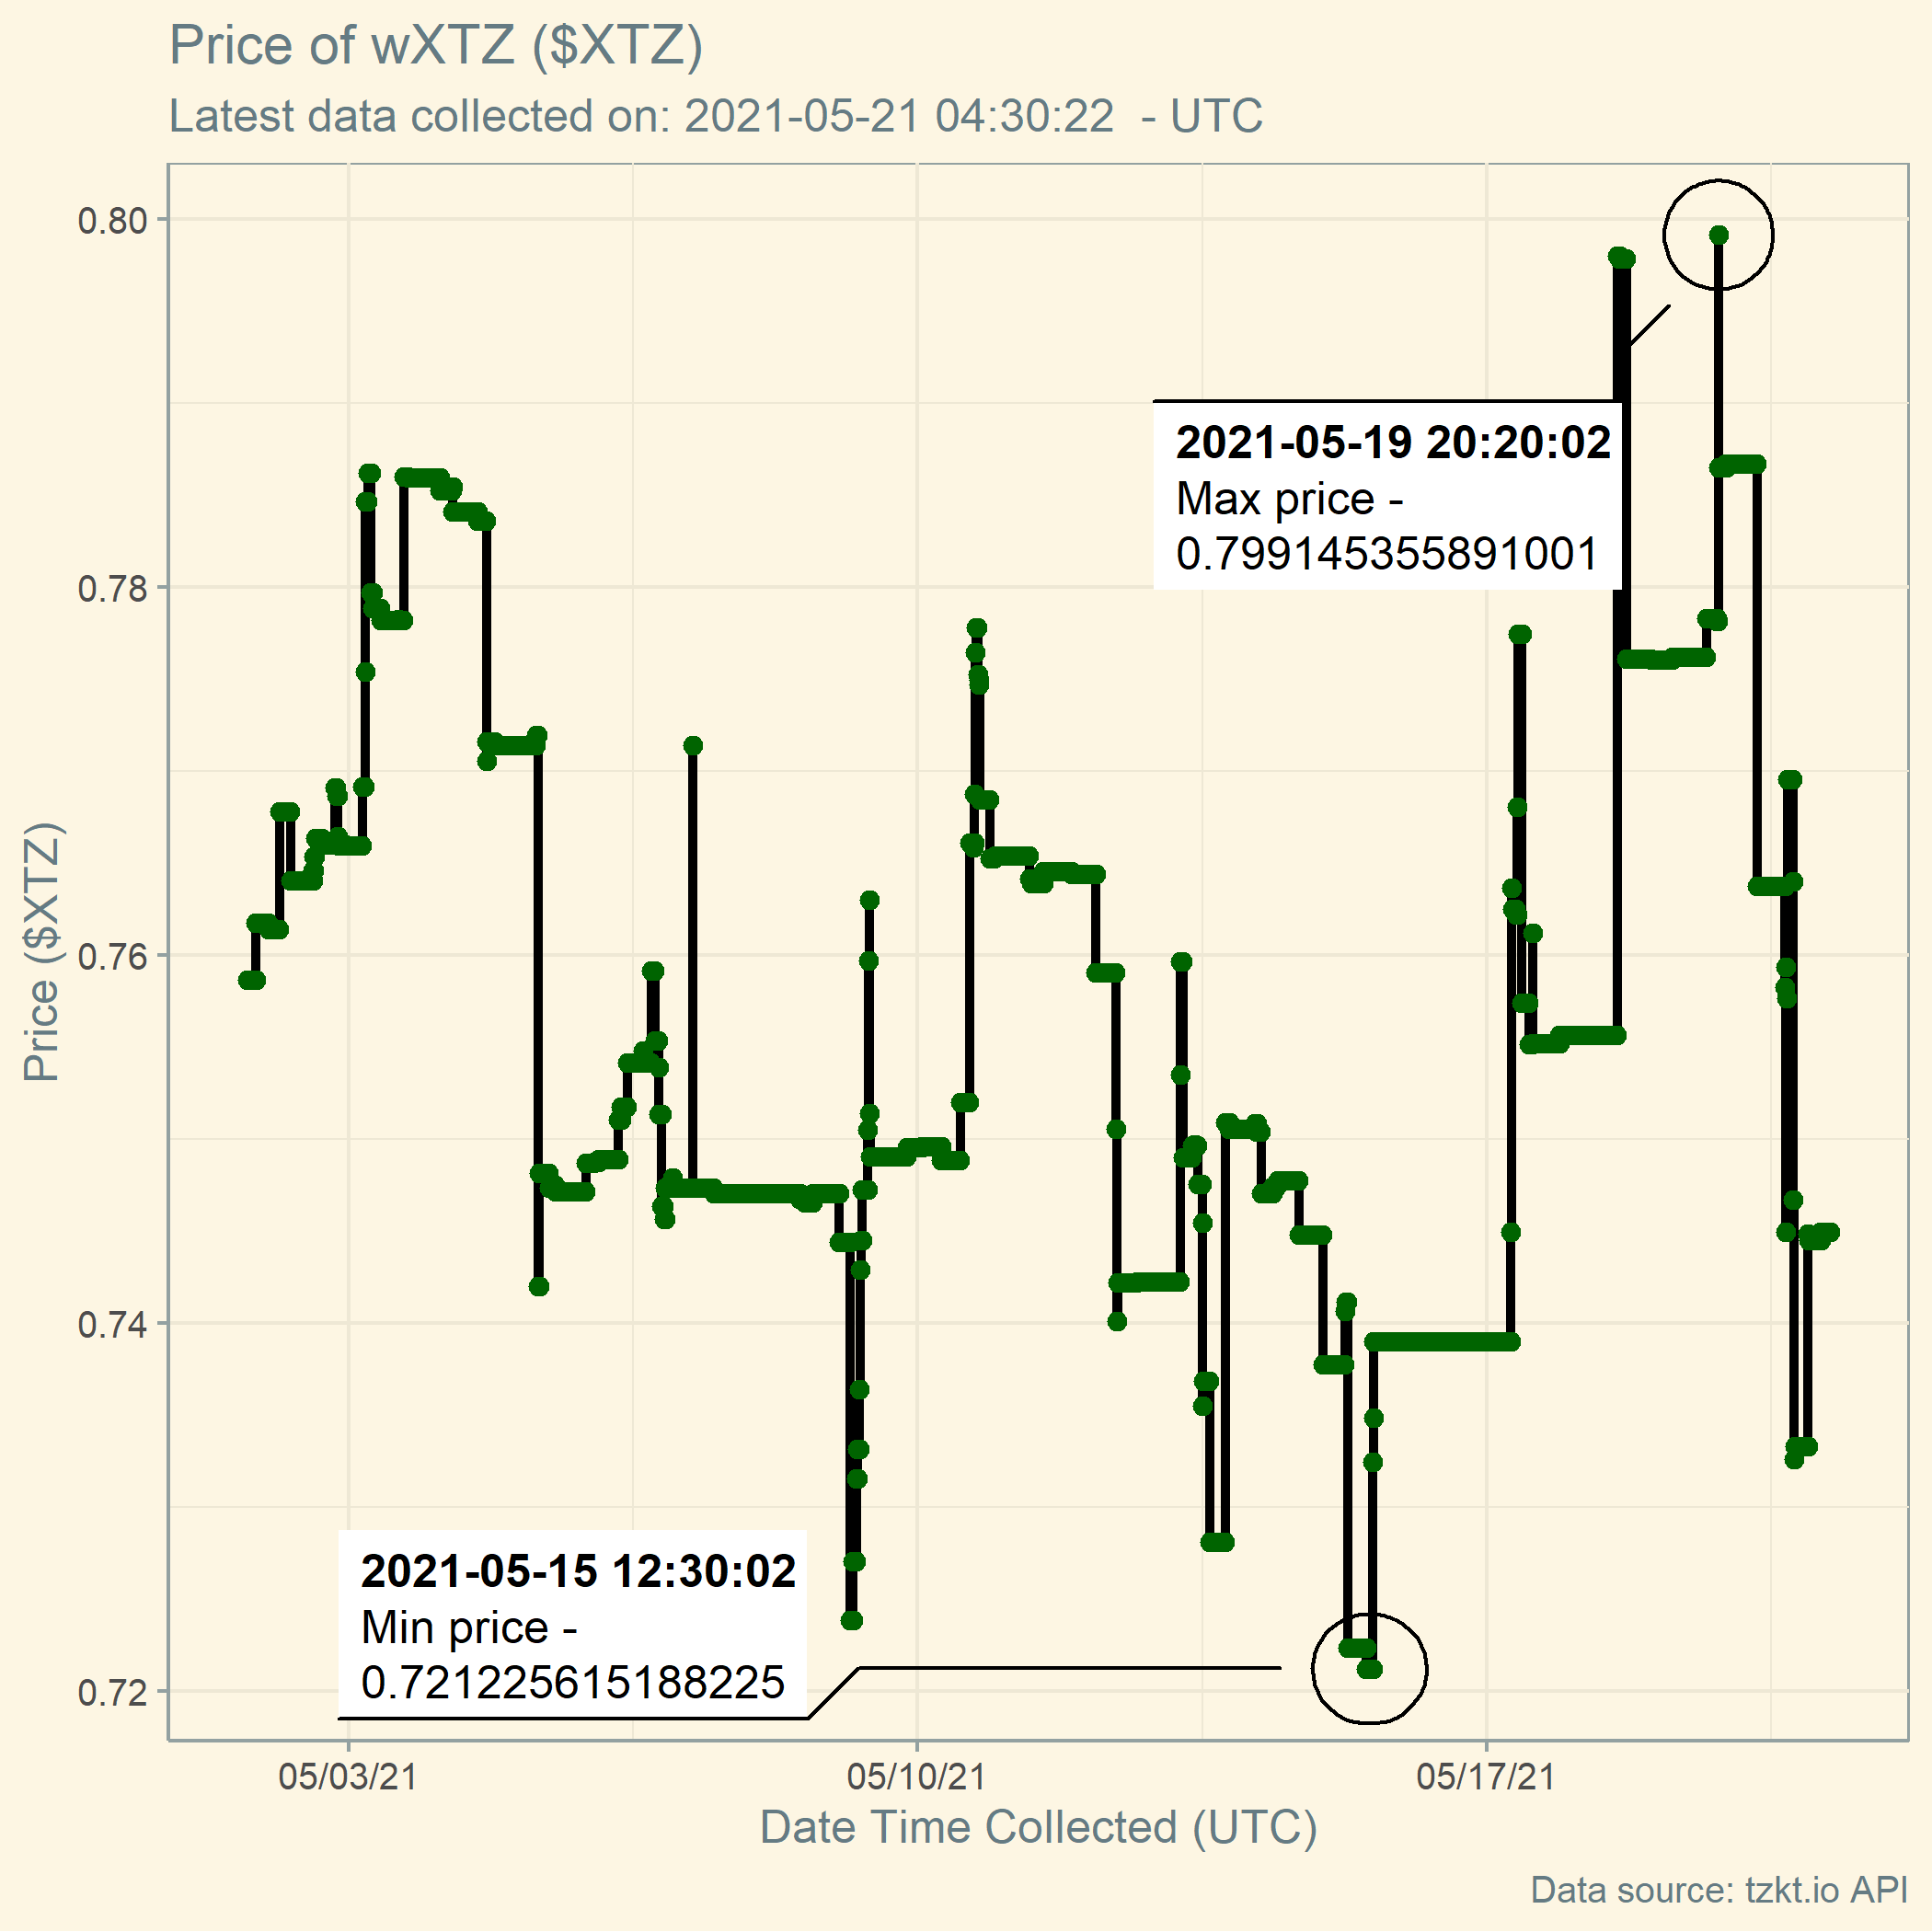 Price of wXTZ ($XTZ)
Latest data collected on: 2021-05-21 04:30:22  - UTC
Price ($XTZ)
0.80
0.78
0.76
0.74
0.72
2021-05-19 20:20:02
Max price -
0.799145355891001
2021-05-15 12:30:02
Min price -
0.721225615188225
05/03/21
05/10/21
05/17/21
Date Time Collected (UTC)
Data source: tzkt.io API